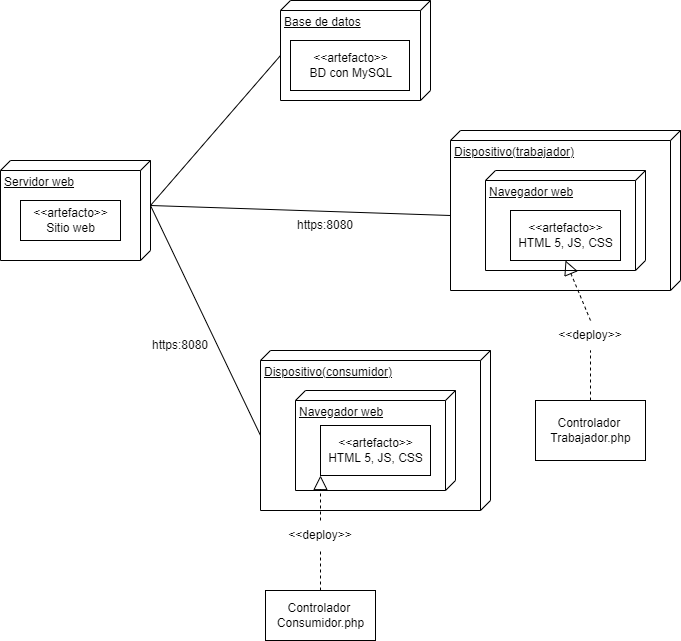 Base de datos
<<artefacto>>
BD con MySQL
Dispositivo(trabajador)
Servidor web
Navegador web
<<artefacto>>
Sitio web
<<artefacto>>
HTML 5, JS, CSS
https:8080
<<deploy>>
https:8080
Dispositivo(consumidor)
Navegador web
Controlador
Trabajador.php
<<artefacto>>
HTML 5, JS, CSS
<<deploy>>
Controlador
Consumidor.php